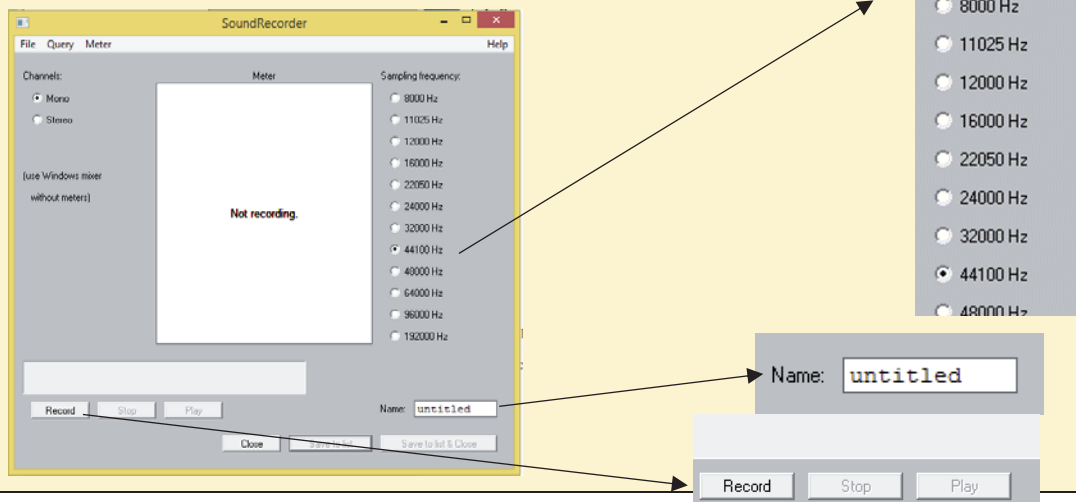 SoundRecorder
File Query Meter Help
Channels:
Mono
Stereo
(use Windows mixer
without meters)
Meter
Not recording.
Sampling frequency:
8000 Hz
11025 Hz
12000 Hz
16000 Hz
22050 Hz
24000 Hz
32000 Hz
44100 Hz
48000 Hz
64000 Hz
96000 Hz
192000 Hz
Record Stop Play
Name: untitled
Close Save to list Save to list & Close
8000 Hz
11025 Hz
12000 Hz
16000 Hz
22050 Hz
24000 Hz
32000 Hz
44100 Hz
48000 Hz
Name: untitled
Record Stop Play